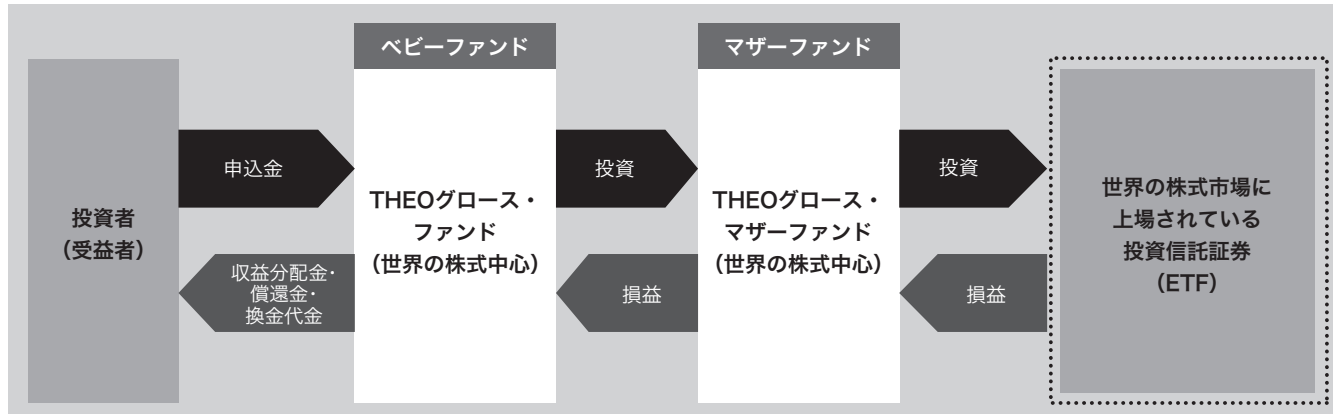 ベビーファンド
マザーファンド
投資者
（受益者）
申込金
収益分配金・
償還金・
換金代金
THEOグロース・
ファンド
（世界の株式中心）
投資
損益
THEOグロース・
マザーファンド
（世界の株式中心）
投資
損益
世界の株式市場に
上場されている
投資信託証券
（ETF）